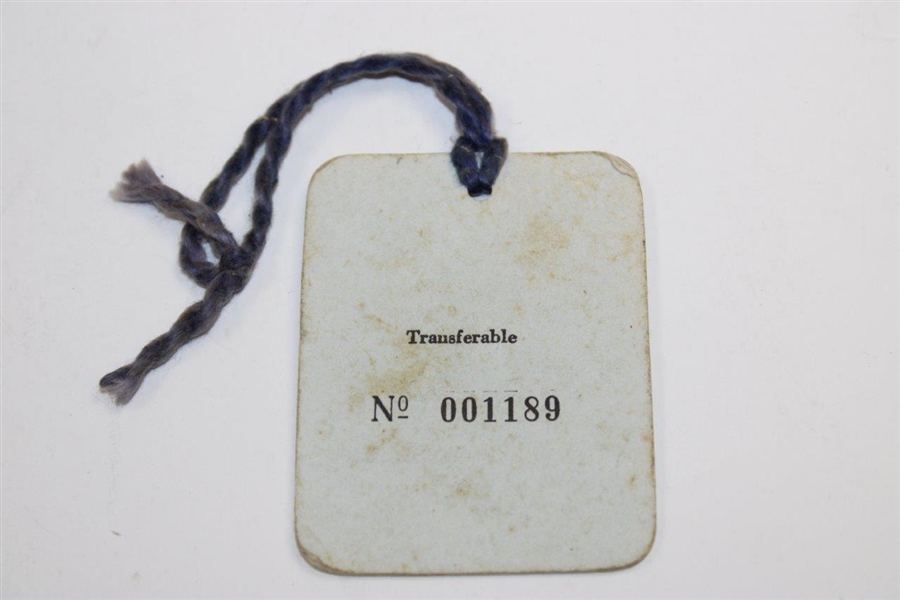 Transferable
Nº 001189